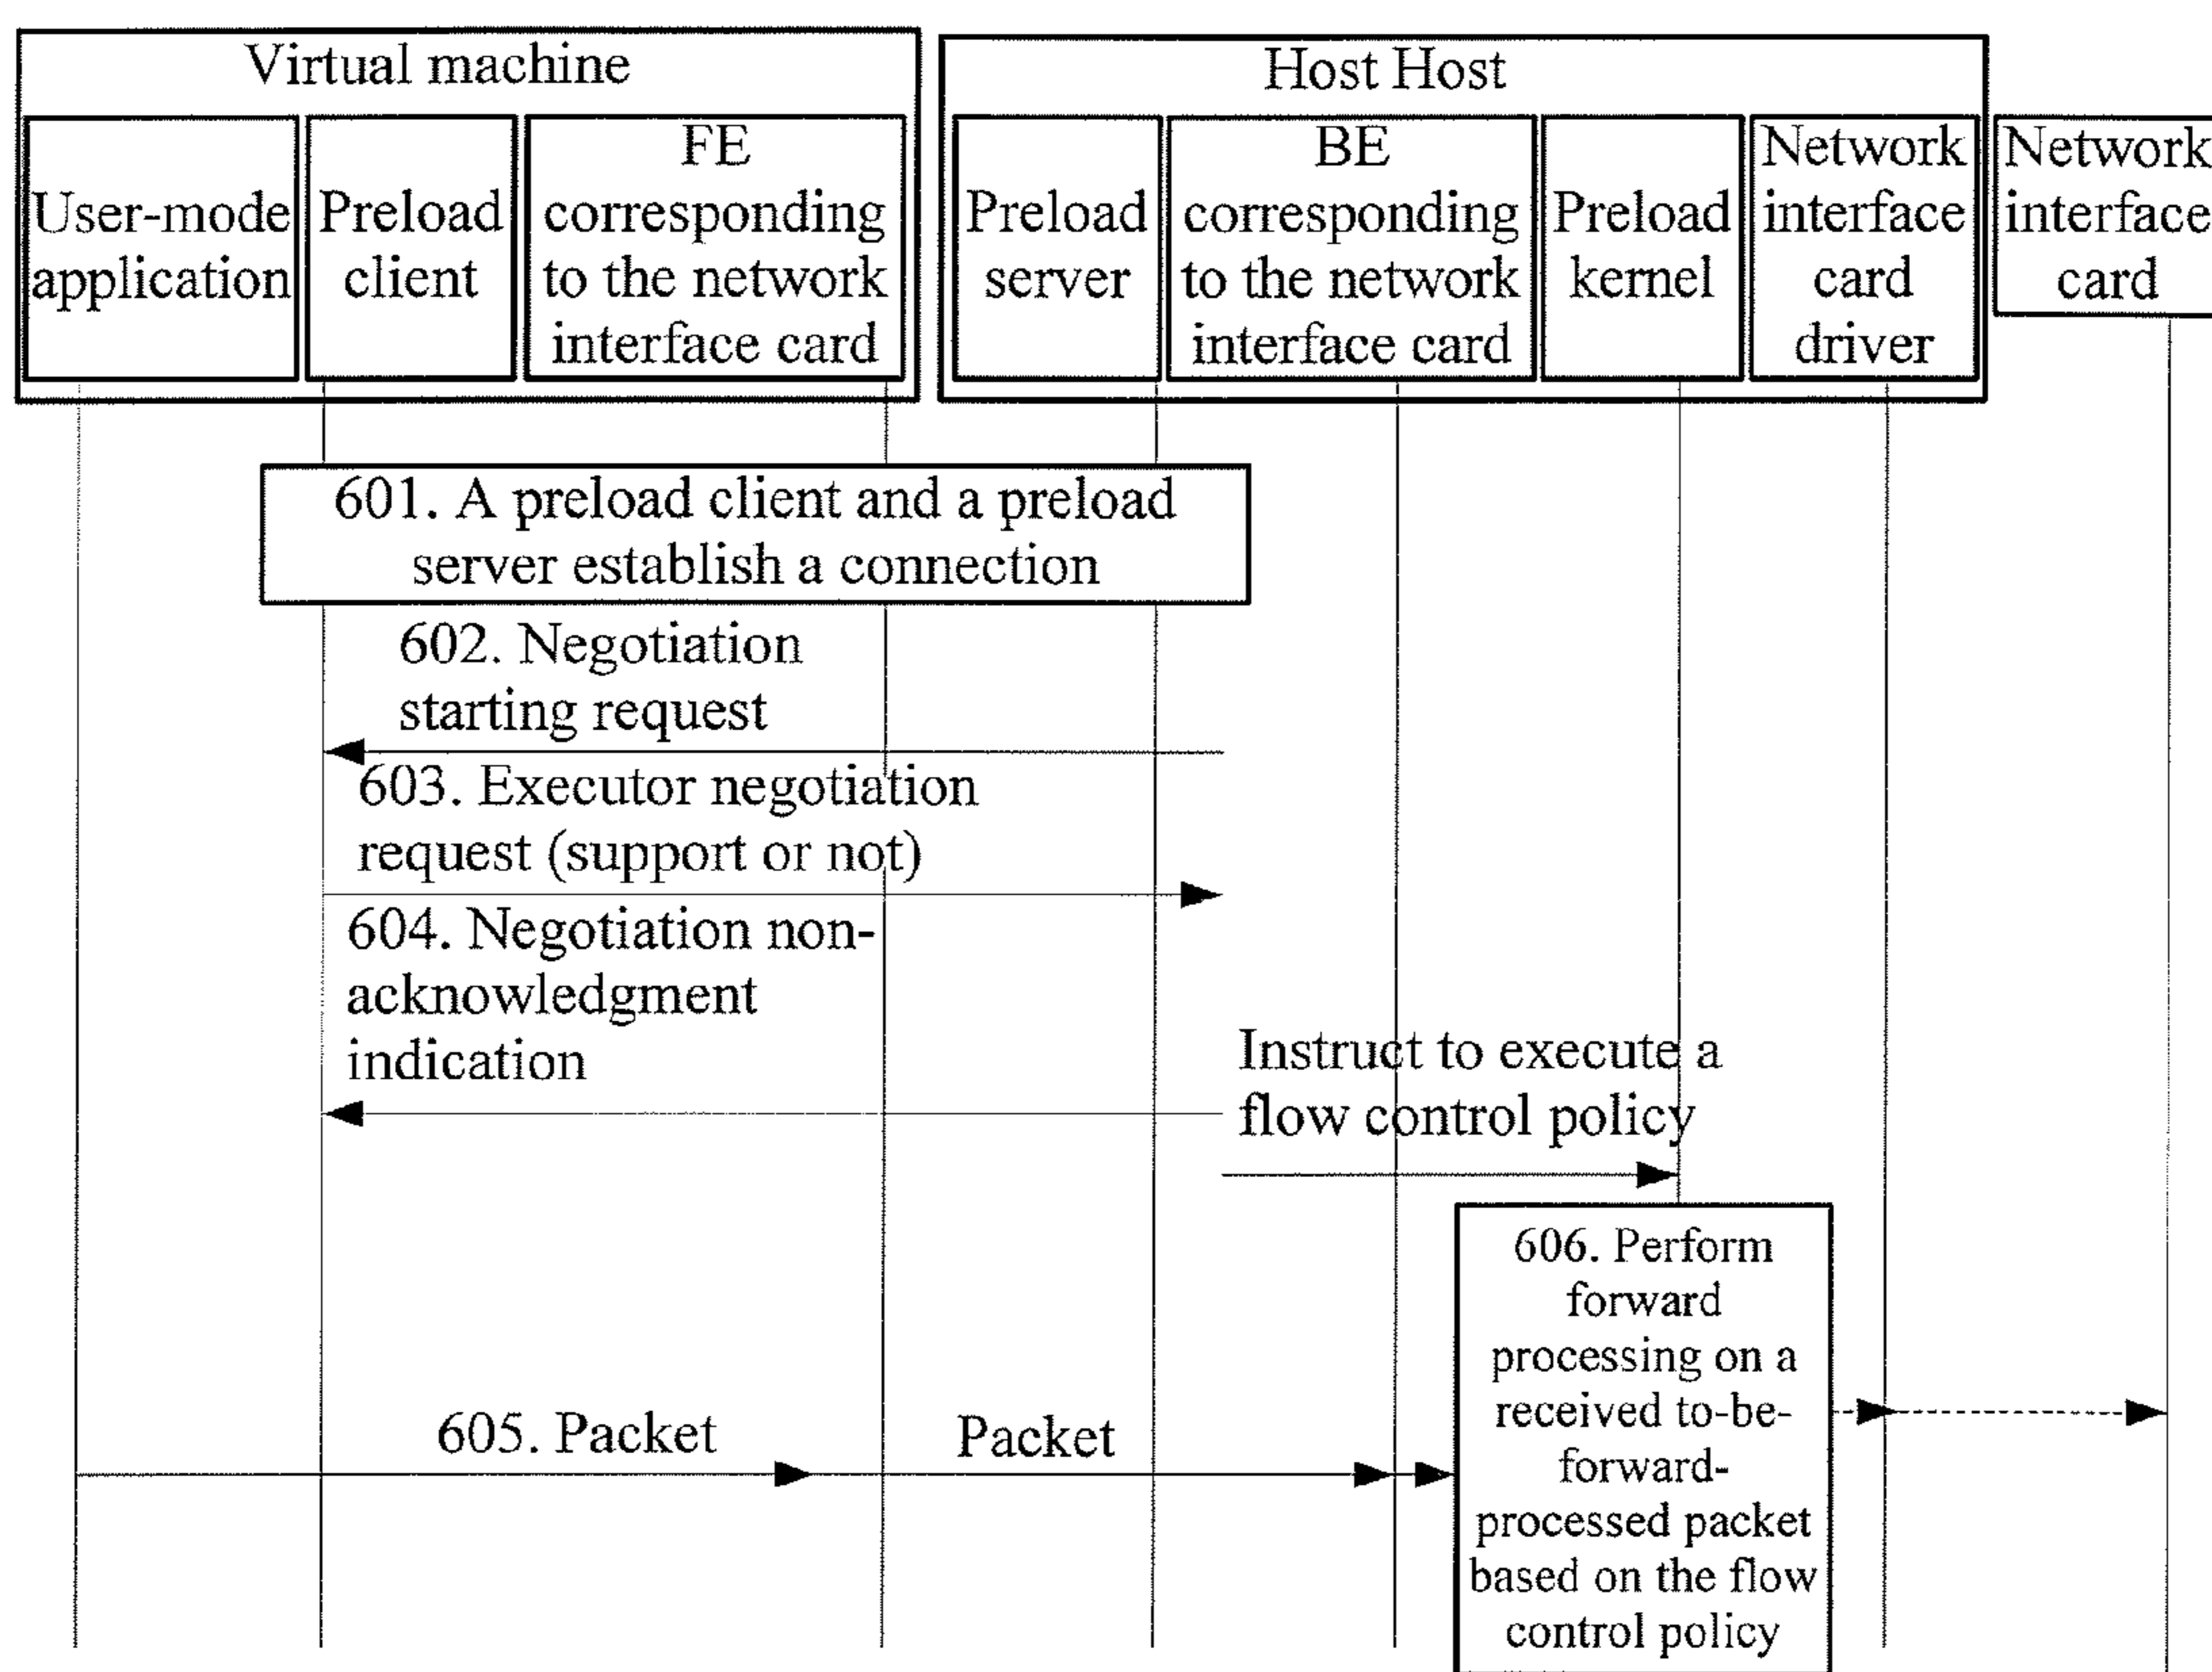 Virtual machine
Host Host
User-mode
application
Preload
client
FE
corresponding
to the network
interface card
Preload
server
BE
corresponding
to the network
interface card
Preload
kernel
Network
interface
card
driver
Network
interface
card
601. A preload client and a preload
server establish a connection
602. Negotiation
starting request
603. Executor negotiation
request (support or not)
604. Negotiation non-
acknowledgment
indication
Instruct to execute a
flow control policy
605. Packet
Packet
606. Perform
forward
processing on a
received to-be-
forward-
processed packet
based on the flow
control policy